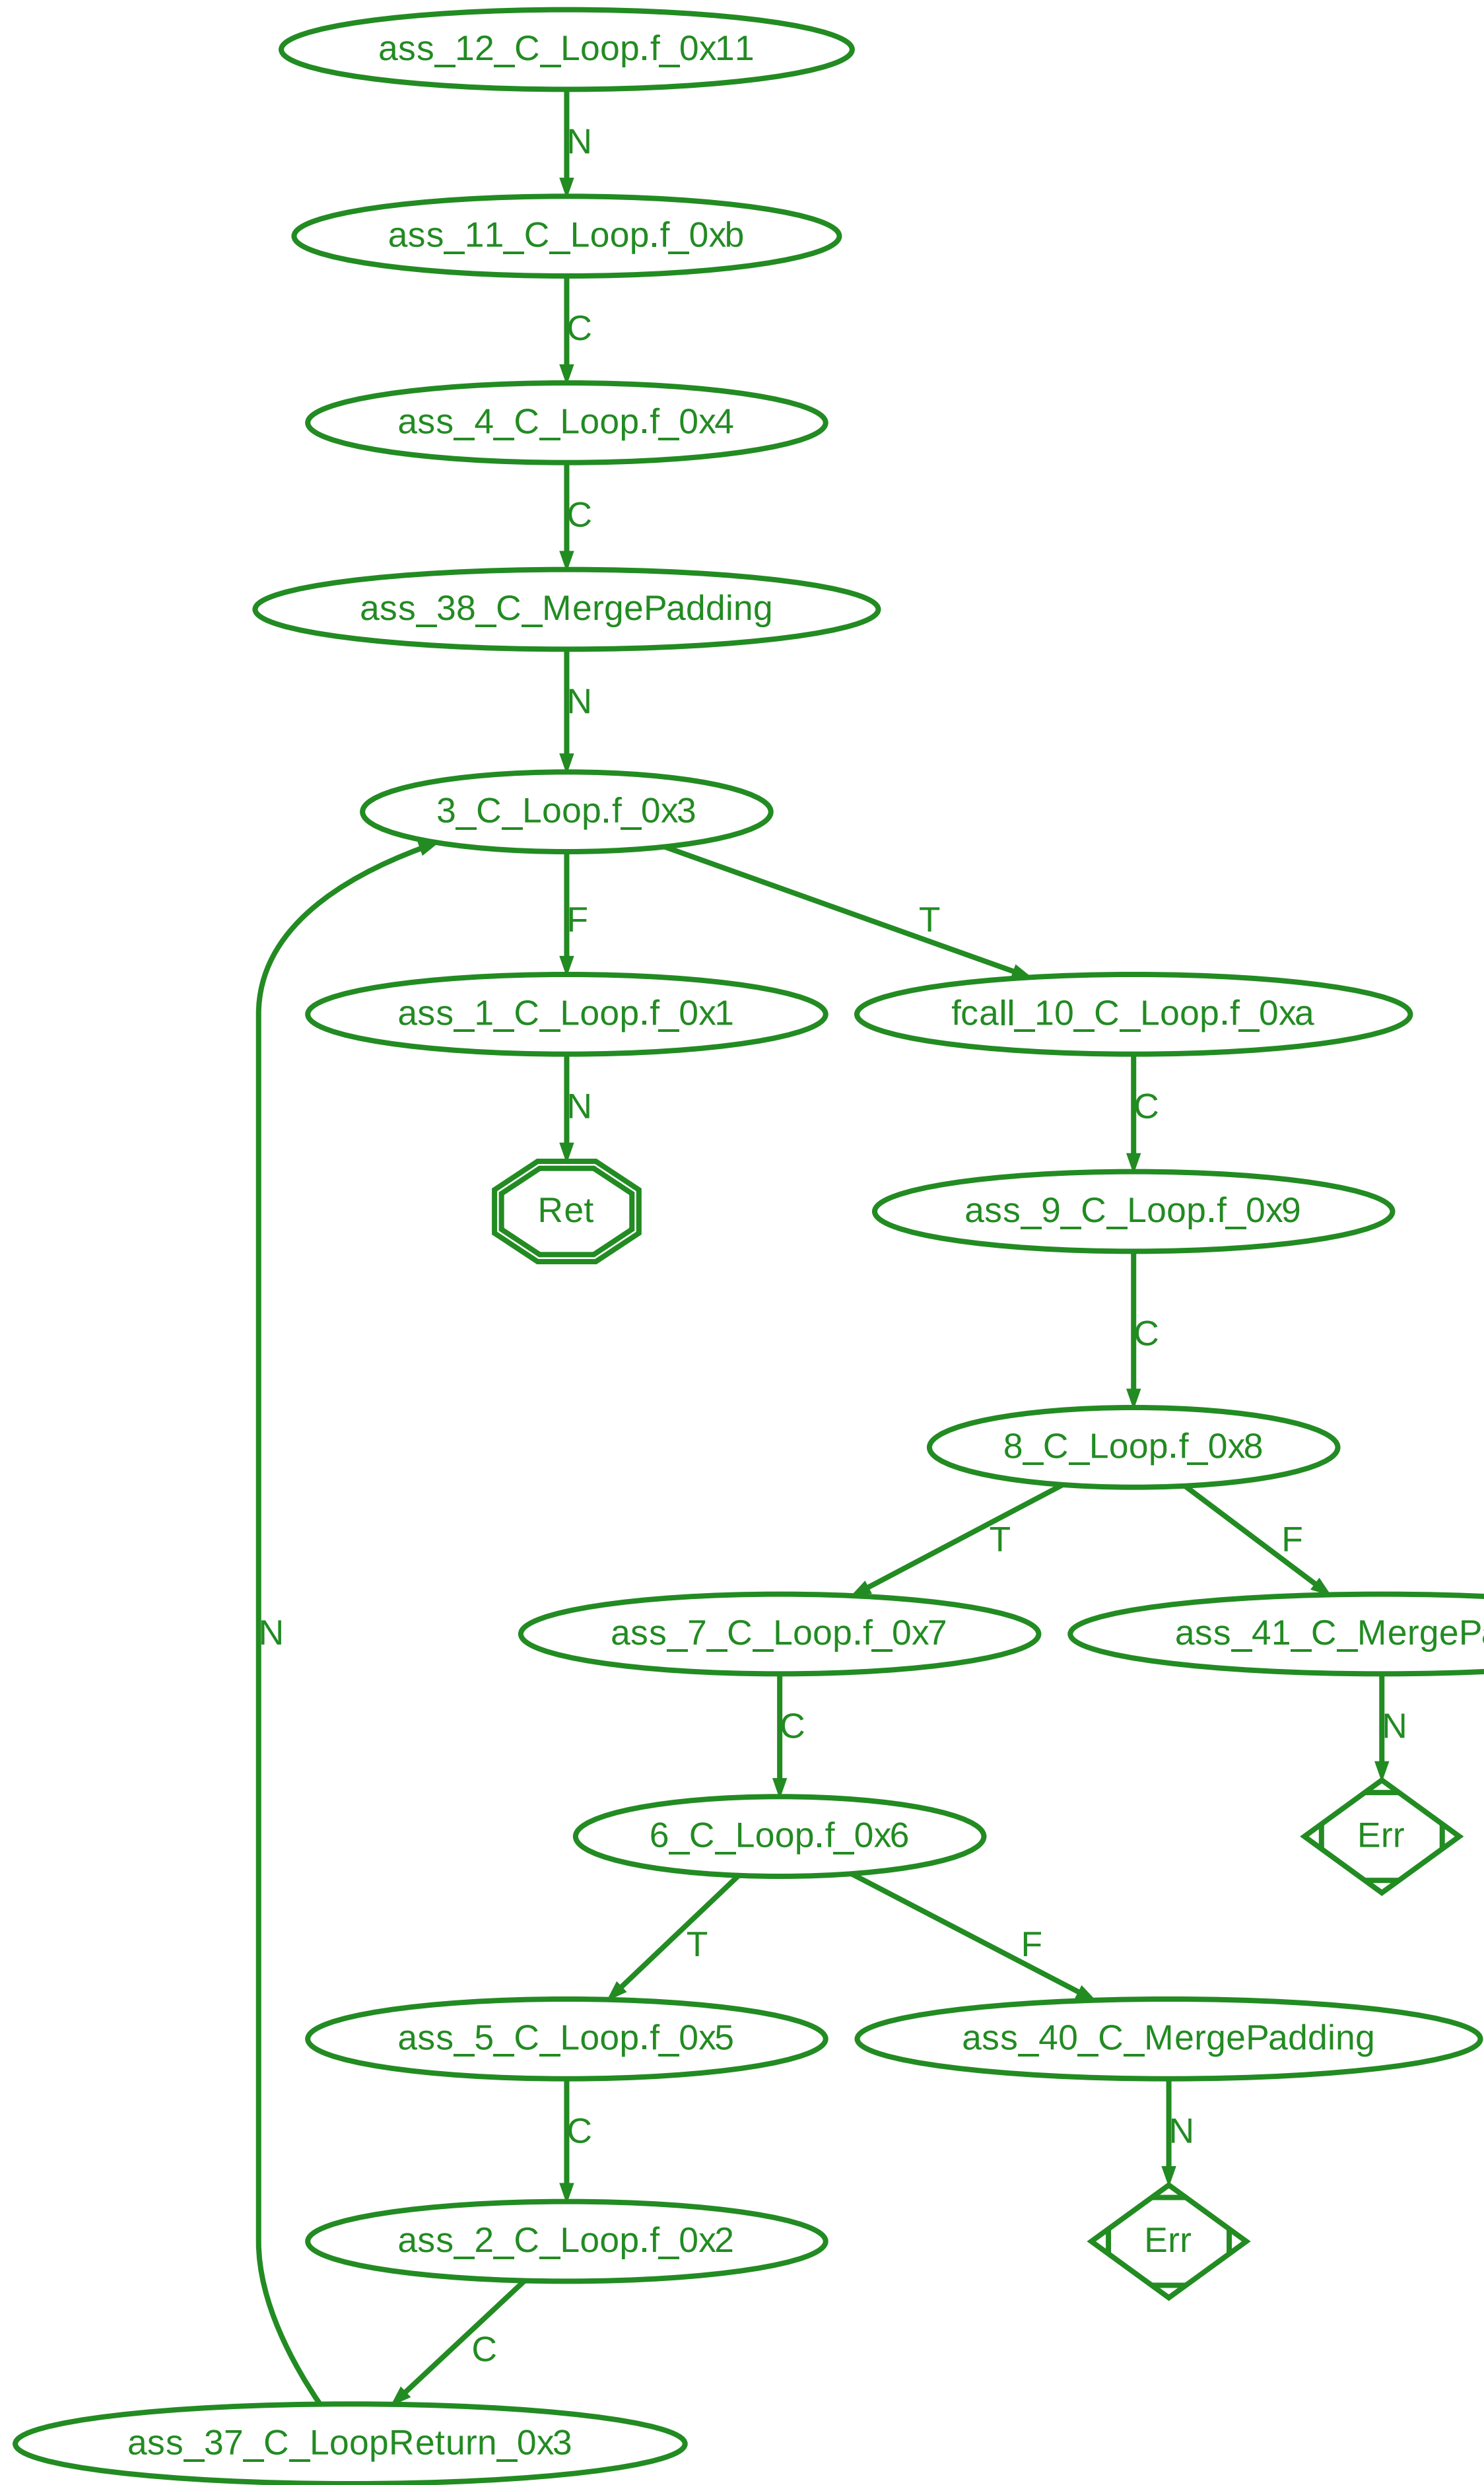 ass_12_C_Loop.f_0x11
N
ass_11_C_Loop.f_0xb
C
ass_4_C_Loop.f_0x4
C
ass_38_C_MergePadding
N
3_C_Loop.f_0x3
F
T
ass_1_C_Loop.f_0x1
fcall_10_C_Loop.f_0xa
N
C
Ret
ass_9_C_Loop.f_0x9
C
8_C_Loop.f_0x8
T
F
N
ass_7_C_Loop.f_0x7
ass_41_C_MergeP
C
N
6_C_Loop.f_0x6
Err
T
F
ass_5_C_Loop.f_0x5
ass_40_C_MergePadding
C
N
ass_2_C_Loop.f_0x2
Err
C
ass_37_C_LoopReturn_0x3